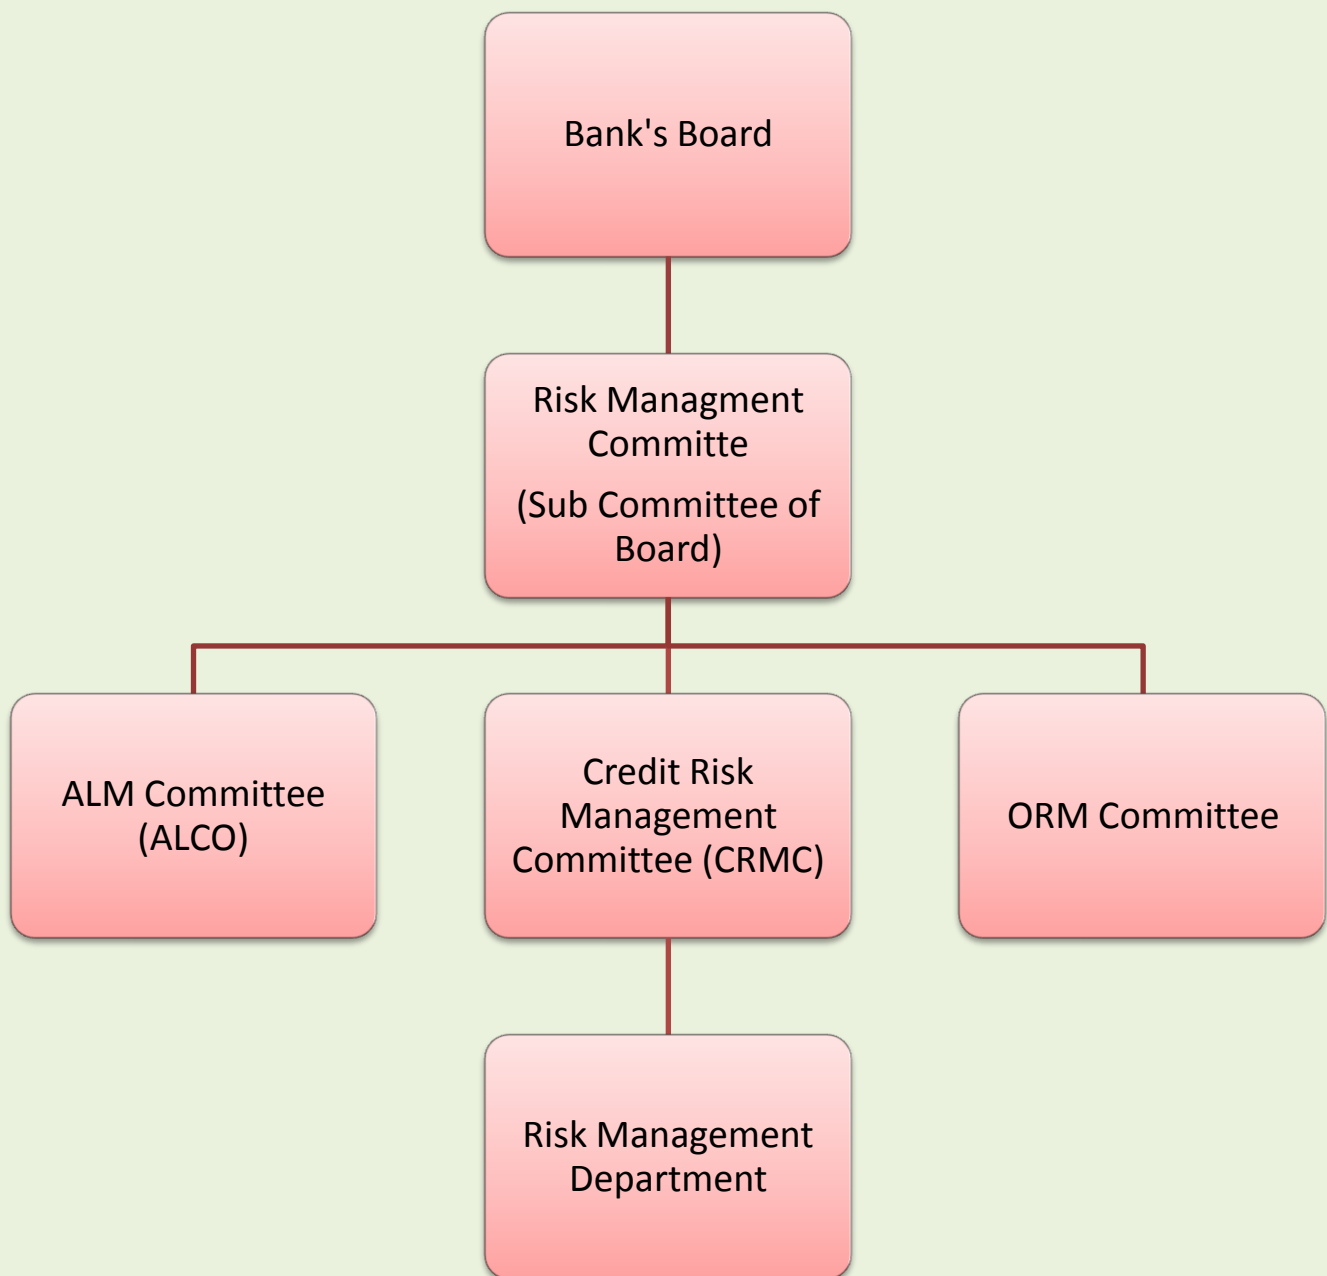 Bank's Board
Risk Managment
Committe
(Sub Committee of
Board)
ALM Committee
(ALCO)
Credit Risk
Management
Committee (CRMC)
ORM Committee
Risk Management
Department